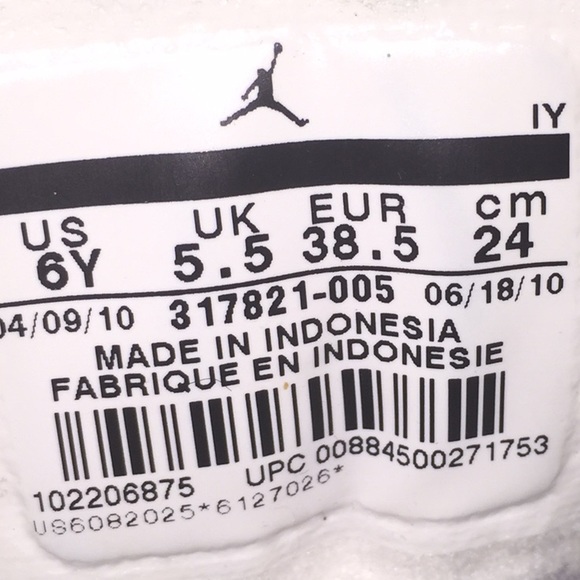 IY
US UK EUR cm
6Y 5.5 38.5 24
04/09/10 317821-005 06/18/10
MADE IN INDONESIA
FABRIQUE EN INDONESIE
102206875 UPC 00884500271753
US6082025*6127026*